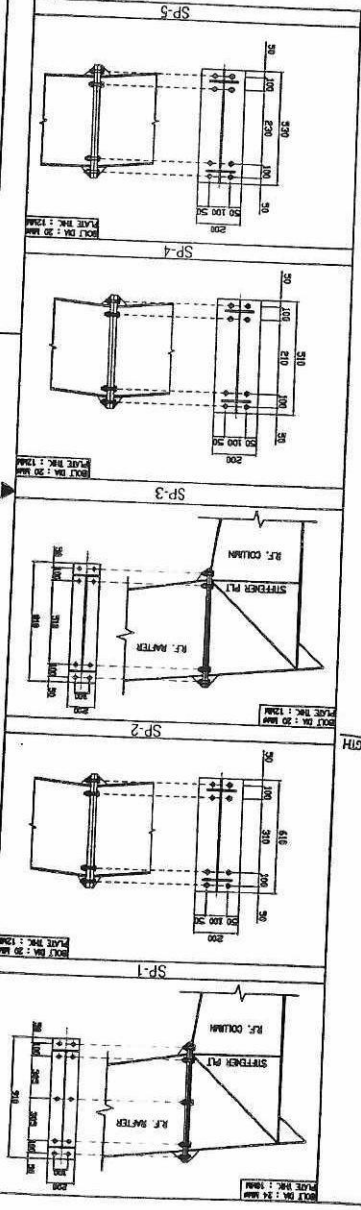 BOLT DIA : 24 MM
PLATE THK : 16MM
R.F. RAFTER
STIFFENER PLT
R.F. COLUMN
200
100
50
100
305
305
100
50
910
SP-1
BOLT DIA : 20 MM
PLATE THK : 12MM
200
50 100 50
50
100
310
100
50
610
SP-2
GTH
BOLT DIA : 20 MM
PLATE THK : 12MM
R.F. RAFTER
STIFFENER PLT
R.F. COLUMN
200
100
50
100
510
100
50
810
SP-3
BOLT DIA : 20 MM
PLATE THK : 12MM
200
50 100 50
50
100
210
100
50
510
SP-4
BOLT DIA : 20 MM
PLATE THK : 12MM
200
50 100 50
50
100
230
100
50
530
SP-5